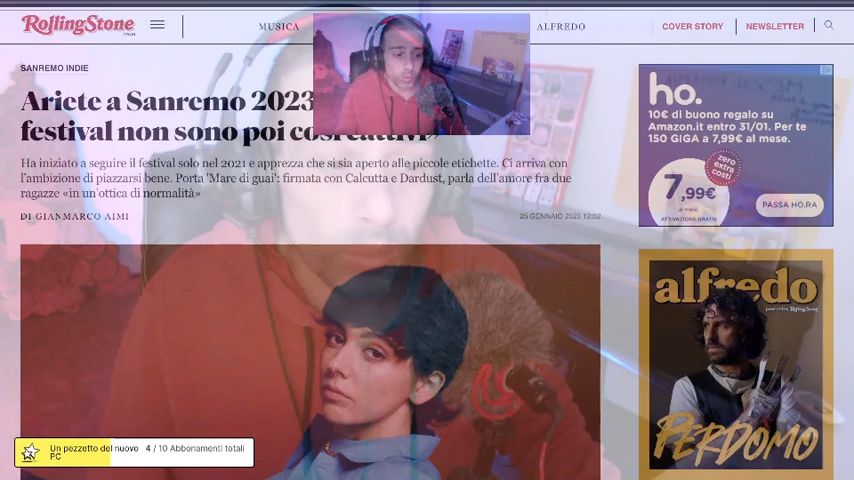 RollingStone
MUSICA
ALFREDO
COVER STORY
NEWSLETTER
SANREMO INDIE
Ariete a Sanremo 2023
festival non sono poi così cattivi»
Ha iniziato a seguire il festival solo nel 2021 e apprezza che si sia aperto alle piccole etichette. Ci arriva con
l'ambizione di piazzarsi bene. Porta 'Mare di guai': firmata con Calcutta e Dardust, parla dell'amore fra due
ragazze «in un'ottica di normalità»
DI GIANMARCO AIMI
25 GENNAIO 2023 12:02
ho.
10€ di buono regalo su
Amazon.it entro 31/01. Per te
150 GIGA a 7,99€ al mese.
zero
extra
costi
7,99€
al mese
ATTIVAZIONE GRATIS
PASSA HO.RA
alfredo
RollingStone
PERDOMO
Un pezzetto del nuovo 4 / 10 Abbonamenti totali
PC